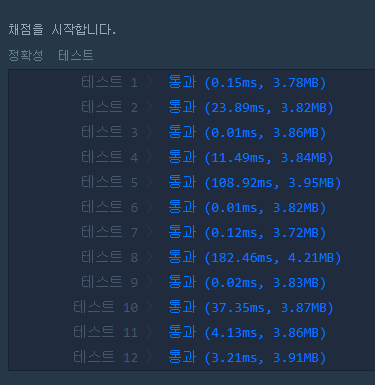 채점을 시작합니다.
정확성 테스트
테스트 1 〉 통과 (0.15ms, 3.78MB)
테스트 2 〉 통과 (23.89ms, 3.82MB)
테스트 3 〉 통과 (0.01ms, 3.86MB)
테스트 4 〉 통과 (11.49ms, 3.84MB)
테스트 5 〉 통과 (108.92ms, 3.95MB)
테스트 6 〉 통과 (0.01ms, 3.82MB)
테스트 7 〉 통과 (0.12ms, 3.72MB)
테스트 8 〉 통과 (182.46ms, 4.21MB)
테스트 9 〉 통과 (0.02ms, 3.83MB)
테스트 10 〉 통과 (37.35ms, 3.87MB)
테스트 11 〉 통과 (4.13ms, 3.86MB)
테스트 12 〉 통과 (3.21ms, 3.91MB)